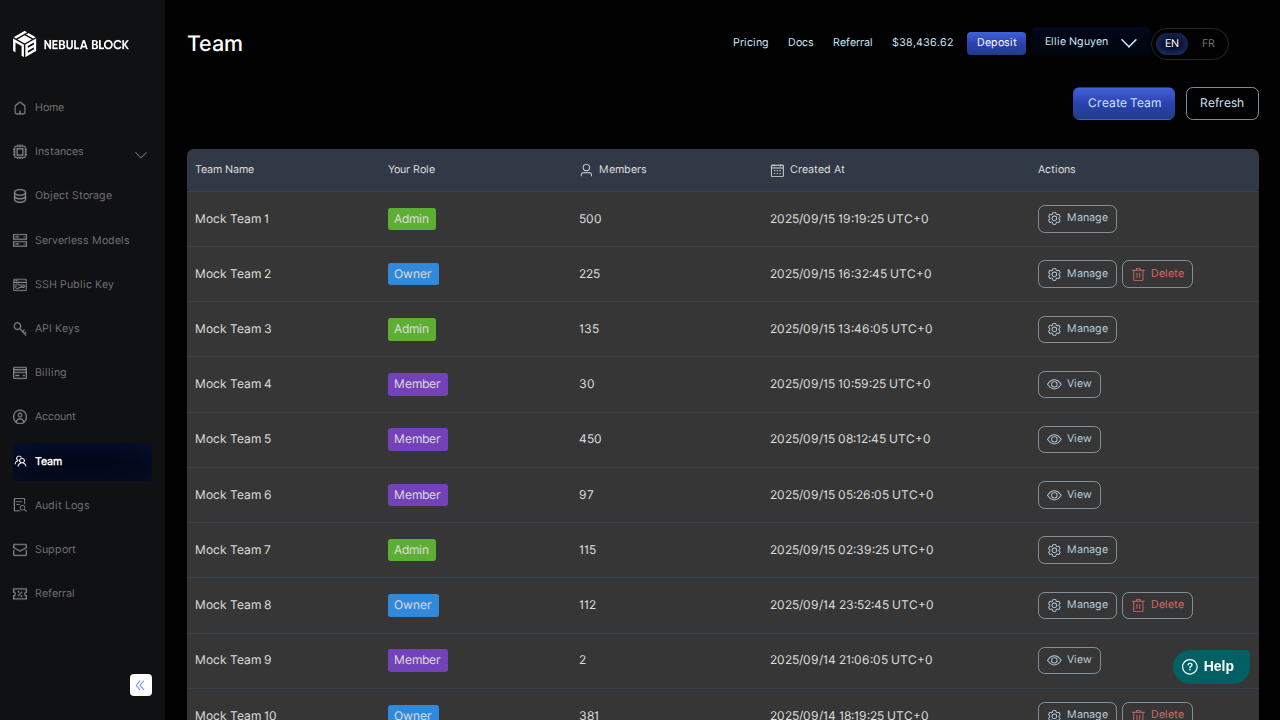 NEBULA BLOCK
Team
Pricing
Docs
Referral
$38,436.62
Deposit
Ellie Nguyen
EN
FR
Home
Instances
Object Storage
Serverless Models
SSH Public Key
API Keys
Billing
Account
Team
Audit Logs
Support
Referral
Create Team
Refresh
Team Name Your Role Members Created At Actions
Mock Team 1 Admin 500 2025/09/15 19:19:25 UTC+0 Manage
Mock Team 2 Owner 225 2025/09/15 16:32:45 UTC+0 Manage Delete
Mock Team 3 Admin 135 2025/09/15 13:46:05 UTC+0 Manage
Mock Team 4 Member 30 2025/09/15 10:59:25 UTC+0 View
Mock Team 5 Member 450 2025/09/15 08:12:45 UTC+0 View
Mock Team 6 Member 97 2025/09/15 05:26:05 UTC+0 View
Mock Team 7 Admin 115 2025/09/15 02:39:25 UTC+0 Manage
Mock Team 8 Owner 112 2025/09/14 23:52:45 UTC+0 Manage Delete
Mock Team 9 Member 2 2025/09/14 21:06:05 UTC+0 View
Mock Team 10 Owner 381 2025/09/14 18:19:25 UTC+0 Manage Delete
Help